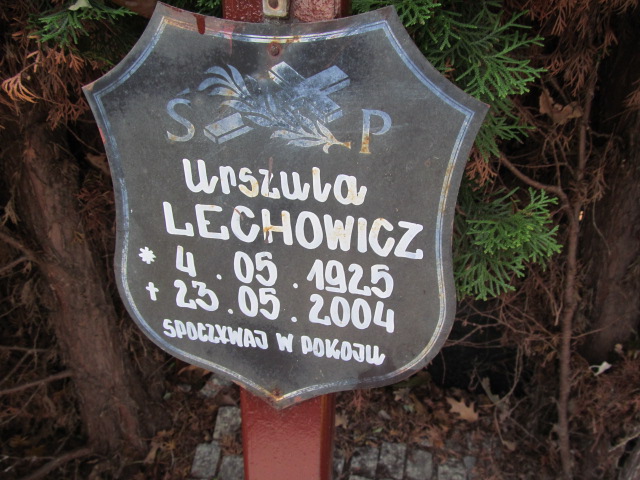 Ś P
Urszula
LECHOWICZ
* 4.05.1925
† 23.05.2004
SPOCZYWAJ W POKOJU